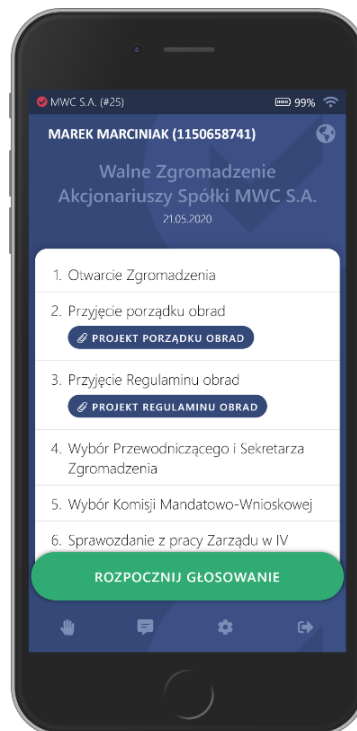 MWC S.A. (#25)
99%
MAREK MARCINIAK (1150658741)
Walne Zgromadzenie
Akcjonariuszy Spółki MWC S.A.
21.05.2020
1. Otwarcie Zgromadzenia
2. Przyjęcie porządku obrad
PROJEKT PORZĄDKU OBRAD
3. Przyjęcie Regulaminu obrad
PROJEKT REGULAMINU OBRAD
4. Wybór Przewodniczącego i Sekretarza
Zgromadzenia
5. Wybór Komisji Mandatowo-Wnioskowej
6. Sprawozdanie z pracy Zarządu w IV
ROZPOCZNIJ GŁOSOWANIE